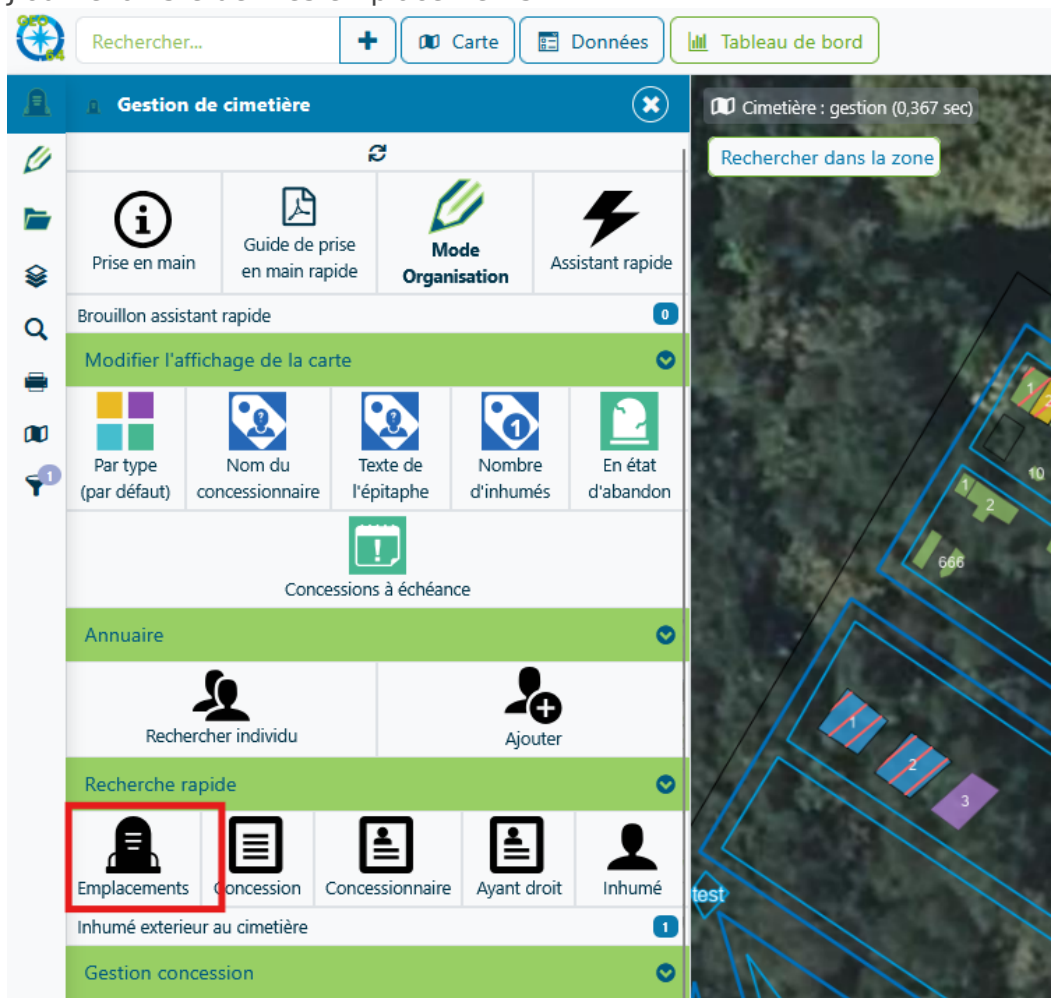 GEO
64
Rechercher...
Carte
Données
Tableau de bord
Gestion de cimetière
Cimetière : gestion (0,367 sec)
Rechercher dans la zone
Prise en main
Guide de prise
en main rapide
Mode
Organisation
Assistant rapide
Brouillon assistant rapide
0
Modifier l'affichage de la carte
Par type
(par défaut)
Nom du
concessionnaire
Texte de
l'épitaphe
1
Nombre
d'inhumés
En état
d'abandon
1
Concessions à échéance
Annuaire
Rechercher individu
Ajouter
Recherche rapide
Emplacements
Concession
Concessionnaire
Ayant droit
Inhumé
Inhumé exterieur au cimetière
1
Gestion concession
1
2
10
1
2
666
1
2
3
test